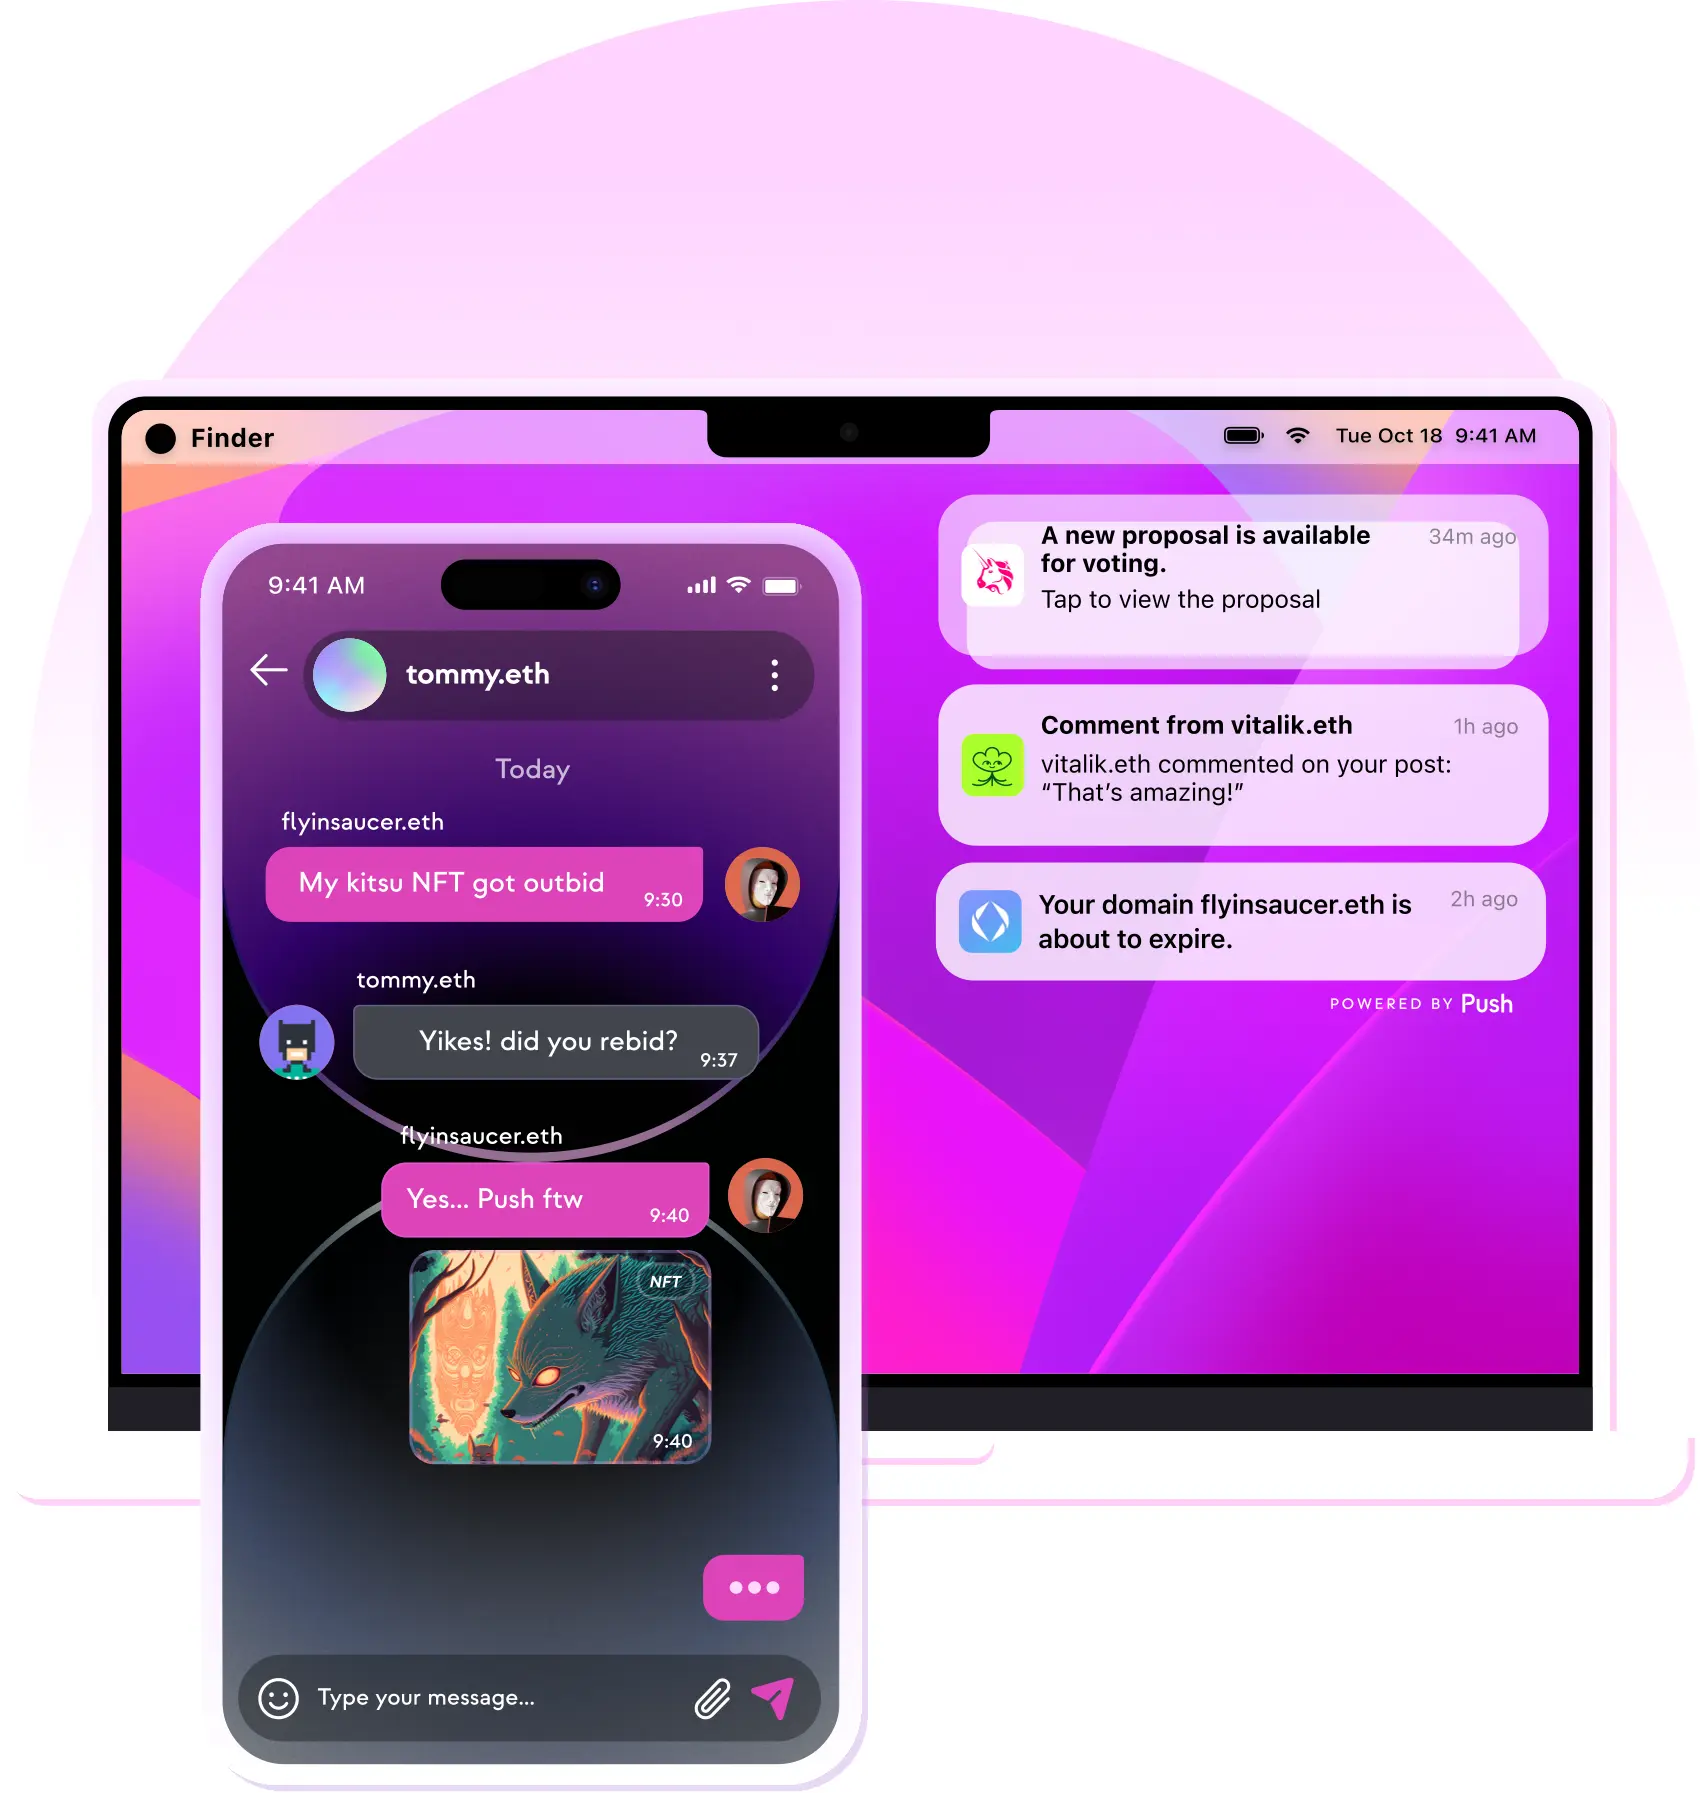 Finder
Tue Oct 18 9:41 AM
A new proposal is available
for voting.
34m ago
Tap to view the proposal
Comment from vitalik.eth
1h ago
vitalik.eth commented on your post:
“That’s amazing!”
Your domain flyinsaucer.eth is
about to expire.
2h ago
POWERED BY Push
9:41 AM
tommy.eth
Today
flyinsaucer.eth
My kitsu NFT got outbid
9:30
tommy.eth
Yikes! did you rebid?
9:37
flyinsaucer.eth
Yes... Push ftw
9:40
NFT
9:40
Type your message...